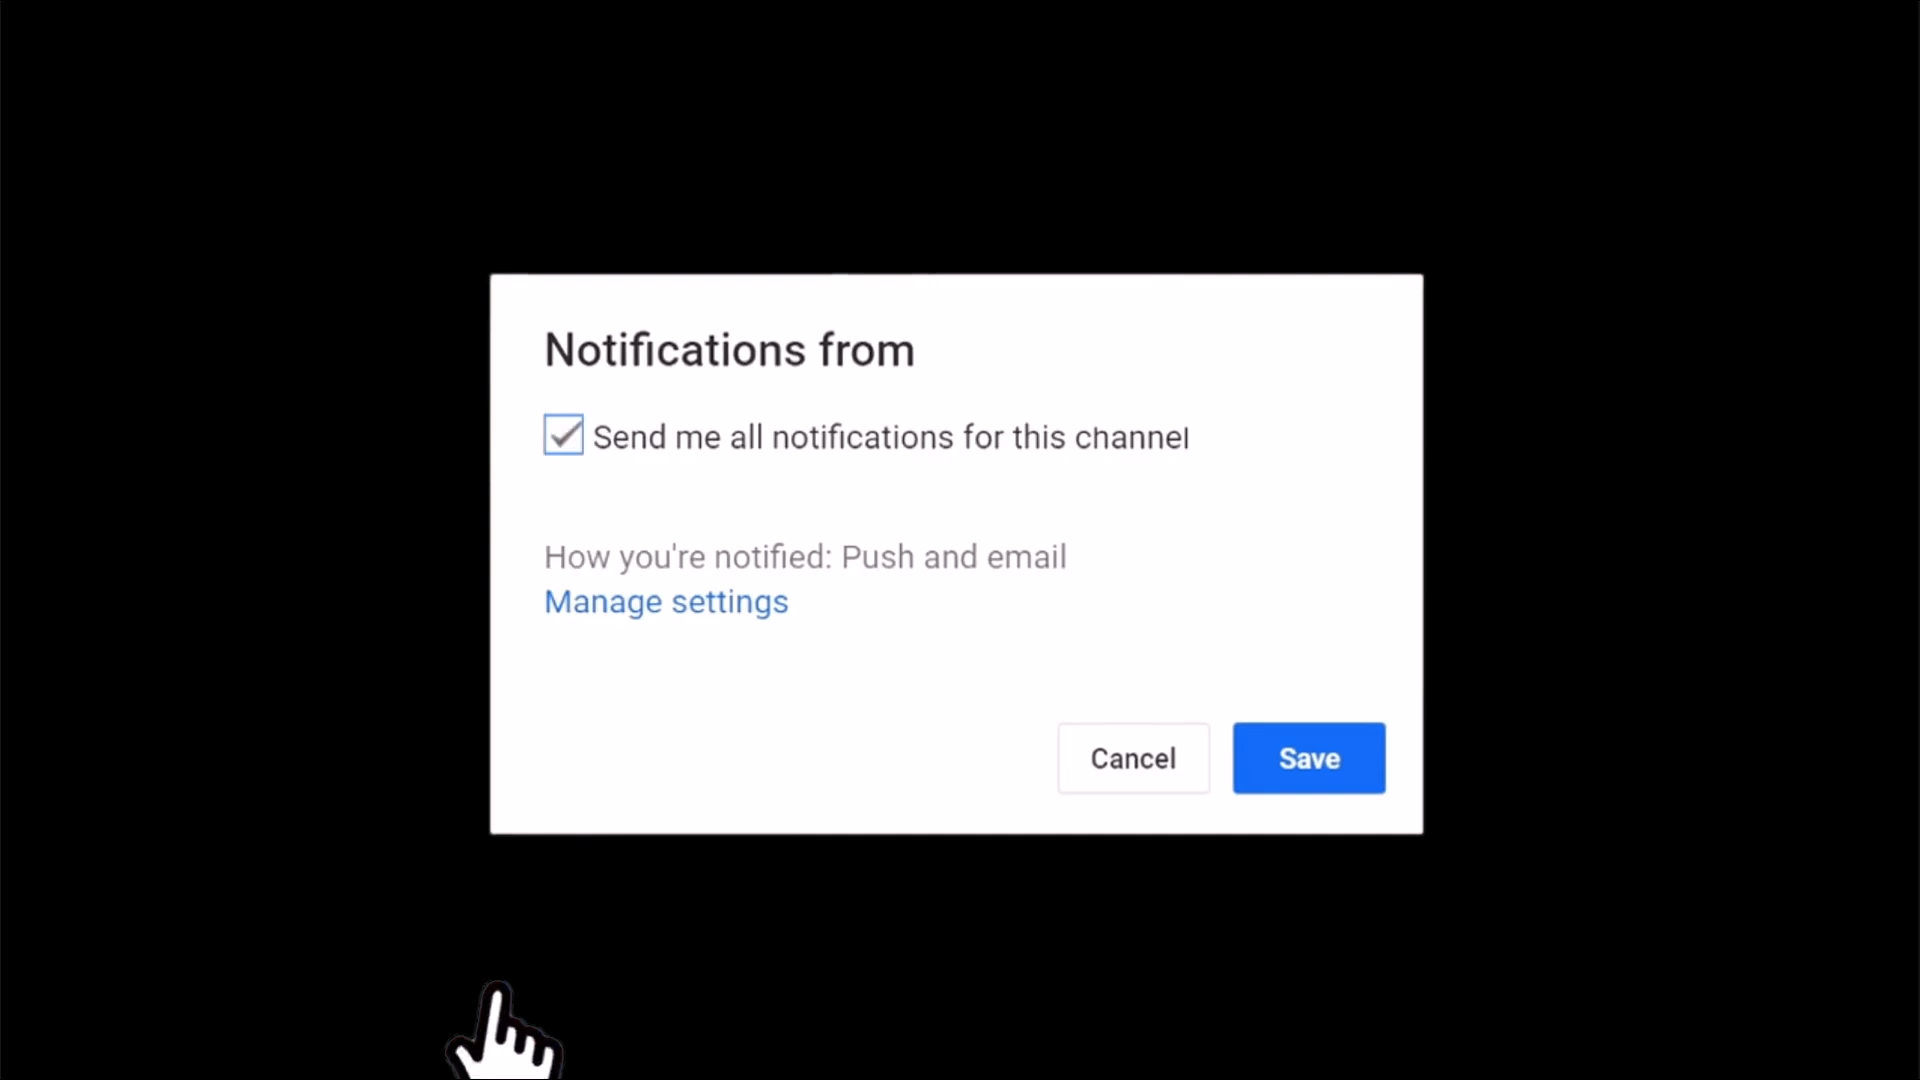 Notifications from
Send me all notifications for this channel
How you're notified: Push and email
Manage settings
Cancel
Save